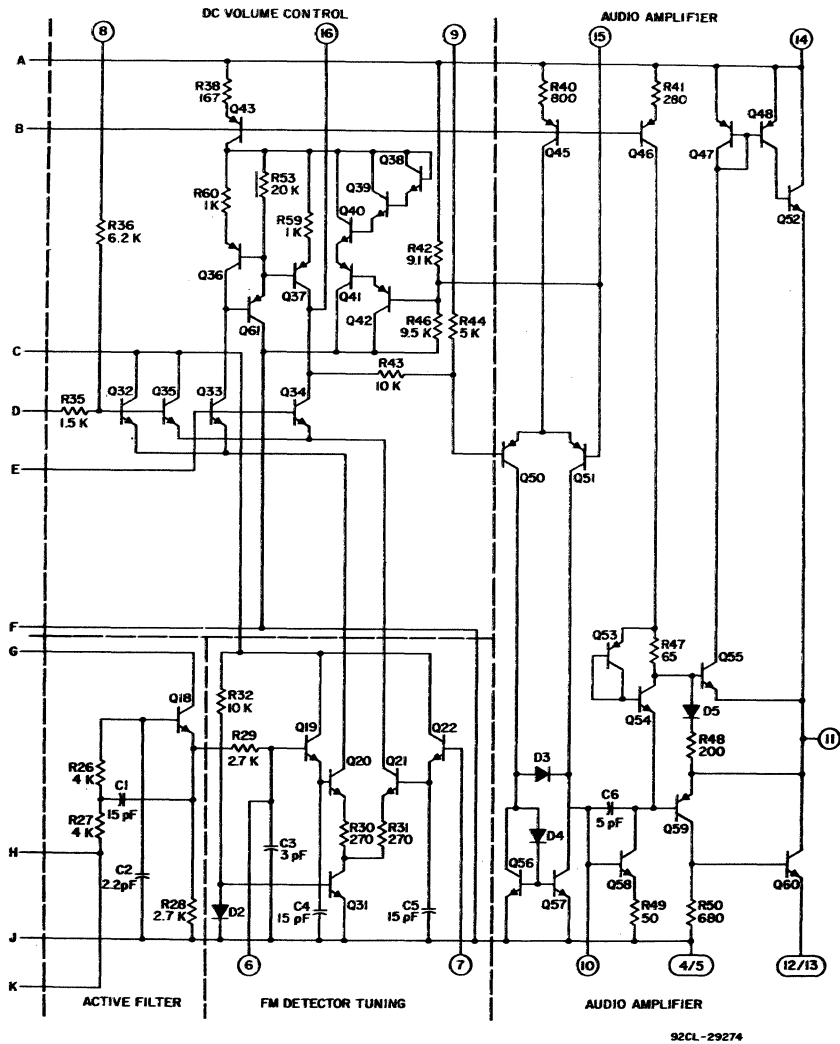 DC VOLUME CONTROL
AUDIO AMPLIFIER
8
16
9
15
14
A
B
R38
167
Q43
R40
800
Q45
R41
280
Q46
Q47
Q48
Q52
R53
20 K
R60
1K
R59
1 K
Q38
Q39
Q40
R36
6.2 K
R42
9.1 K
Q36
Q37
Q41
Q42
Q61
R46
9.5 K
R44
5 K
C
R43
10 K
D
R35
1.5 K
Q32
Q35
Q33
Q34
E
Q50
Q51
F
G
Q18
R32
10 K
R29
2.7 K
Q19
Q20
Q21
Q22
Q53
R47
65
Q55
Q54
D5
R48
200
11
R26
4 K
C1
15 pF
R27
4 K
D3
D4
C6
5 pF
Q59
R30
270
R31
270
C3
3 pF
H
C2
2.2pF
R28
2.7 K
D2
C4
15 pF
Q31
C5
15 pF
Q56
Q57
Q58
R49
50
R50
680
Q60
J
6
7
10
4/5
12/13
K
ACTIVE FILTER
FM DETECTOR TUNING
AUDIO AMPLIFIER
92CL-29274